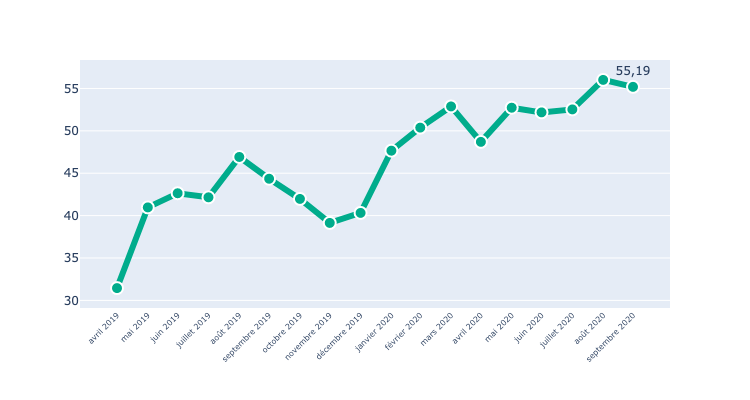 55,19
55
50
45
40
35
30
avril 2019
mai 2019
juin 2019
juillet 2019
août 2019
septembre 2019
octobre 2019
novembre 2019
décembre 2019
janvier 2020
février 2020
mars 2020
avril 2020
mai 2020
juin 2020
juillet 2020
août 2020
septembre 2020